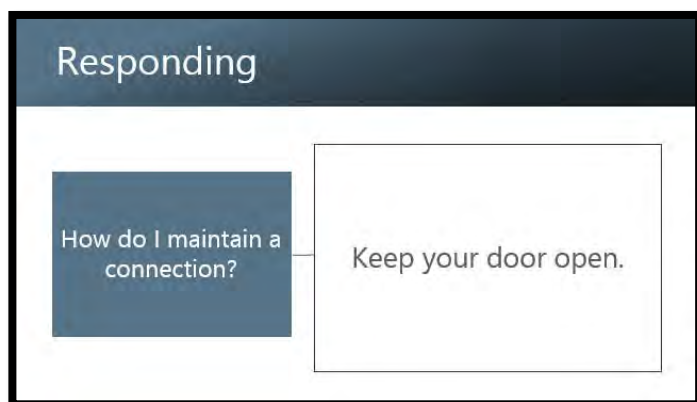 Responding
How do I maintain a
connection?
Keep your door open.